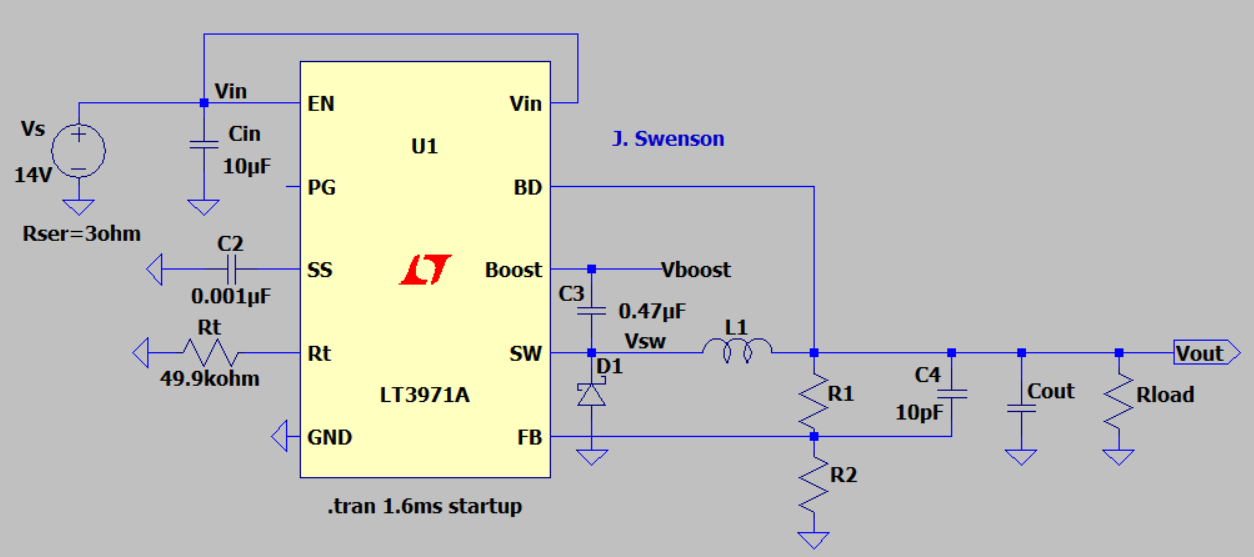 Vin
EN
Vin
Vs
Cin
U1
J. Swenson
14V
10µF
PG
BD
Rser=3ohm
C2
SS
Boost
Vboost
0.001µF
C3
0.47µF
Rt
Vsw
L1
Rt
SW
Vout
D1
49.9kohm
C4
LT3971A
R1
10pF
Cout
Rload
GND
FB
R2
.tran 1.6ms startup